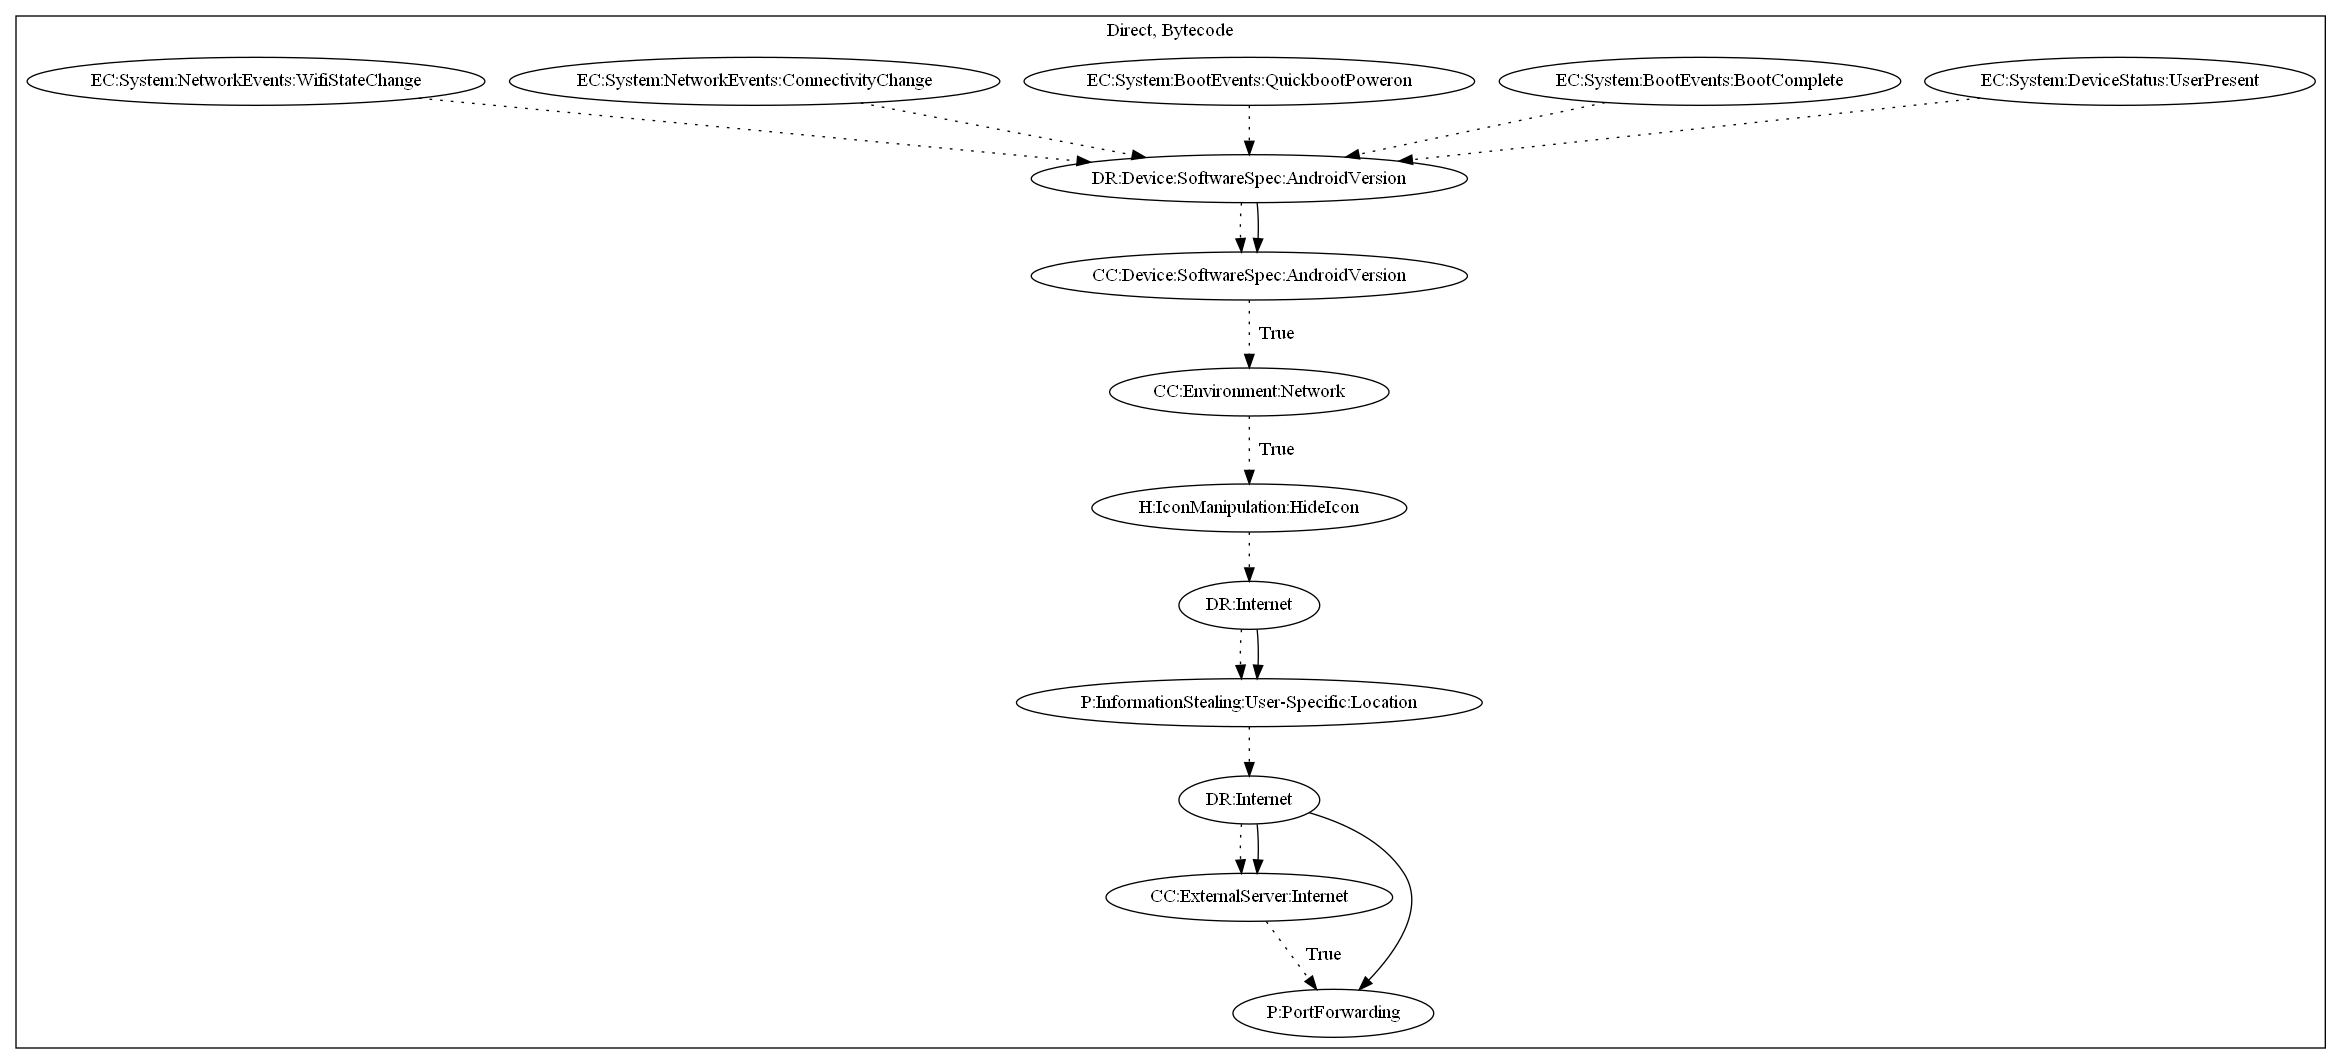 Direct, Bytecode
EC:System:NetworkEvents:WifiStateChange
EC:System:NetworkEvents:ConnectivityChange
EC:System:BootEvents:QuickbootPoweron
EC:System:BootEvents:BootComplete
EC:System:DeviceStatus:UserPresent
DR:Device:SoftwareSpec:AndroidVersion
CC:Device:SoftwareSpec:AndroidVersion
True
CC:Environment:Network
True
H:IconManipulation:HideIcon
DR:Internet
P:InformationStealing:User-Specific:Location
DR:Internet
CC:ExternalServer:Internet
True
P:PortForwarding